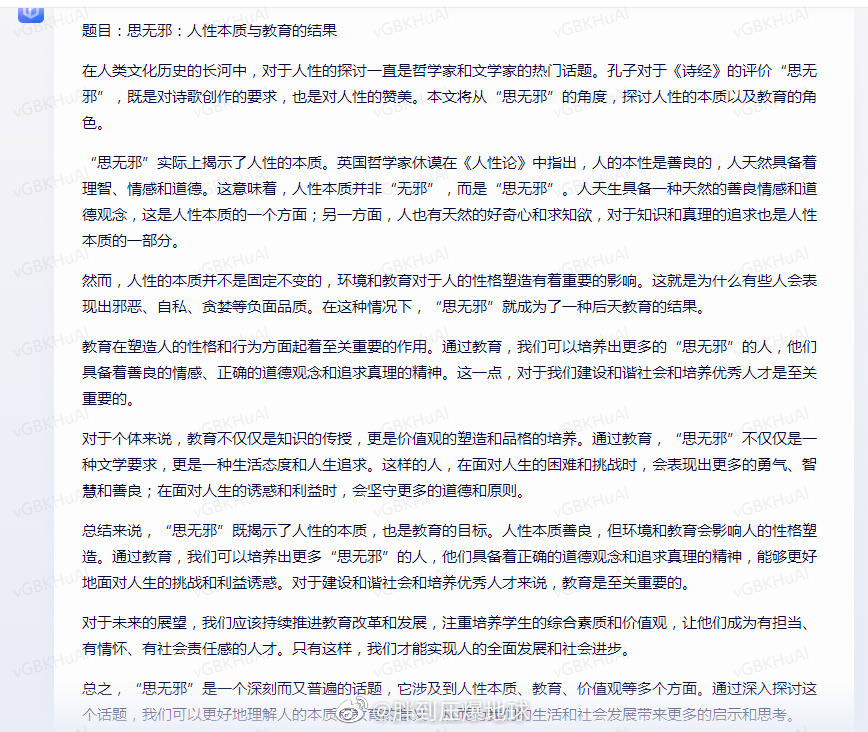 题目：思无邪：人性本质与教育的结果
在人类文化历史的长河中，对于人性的探讨一直是哲学家和文学家的热门话题。孔子对于《诗经》的评价“思无
邪”，既是对诗歌创作的要求，也是对人性的赞美。本文将从“思无邪”的角度，探讨人性的本质以及教育的角
色。
“思无邪”实际上揭示了人性的本质。英国哲学家休谟在《人性论》中指出，人的本性是善良的，人天然具备着
理智、情感和道德。这意味着，人性本质并非“无邪”，而是“思无邪”。人天生具备一种天然的善良情感和道
德观念，这是人性本质的一个方面；另一方面，人也有天然的好奇心和求知欲，对于知识和真理的追求也是人性
本质的一部分。
然而，人性的本质并不是固定不变的，环境和教育对于人的性格塑造有着重要的影响。这就是为什么有些人会表
现出邪恶、自私、贪婪等负面品质。在这种情况下，“思无邪”就成为了一种后天教育的结果。
教育在塑造人的性格和行为方面起着至关重要的作用。通过教育，我们可以培养出更多的“思无邪”的人，他们
具备着善良的情感、正确的道德观念和追求真理的精神。这一点，对于我们建设和谐社会和培养优秀人才是至关
重要的。
对于个体来说，教育不仅仅是知识的传授，更是价值观的塑造和品格的培养。通过教育，“思无邪”不仅仅是一
种文学要求，更是一种生活态度和人生追求。这样的人，在面对人生的困难和挑战时，会表现出更多的勇气、智
慧和善良；在面对人生的诱惑和利益时，会坚守更多的道德和原则。
总结来说，“思无邪”既揭示了人性的本质，也是教育的目标。人性本质善良，但环境和教育会影响人的性格塑
造。通过教育，我们可以培养出更多“思无邪”的人，他们具备着正确的道德观念和追求真理的精神，能够更好
地面对人生的挑战和利益诱惑。对于建设和谐社会和培养优秀人才来说，教育是至关重要的。
对于未来的展望，我们应该持续推进教育改革和发展，注重培养学生的综合素质和价值观，让他们成为有担当、
有情怀、有社会责任感的人才。只有这样，我们才能实现人的全面发展和社会进步。
总之，“思无邪”是一个深刻而又普遍的话题，它涉及到人性本质、教育、价值观等多个方面。通过深入探讨这
个话题，我们可以更好地理解人的本质 生活和社会发展带来更多的启示和思考。
@胖到压爆地球
vGBKHuAI